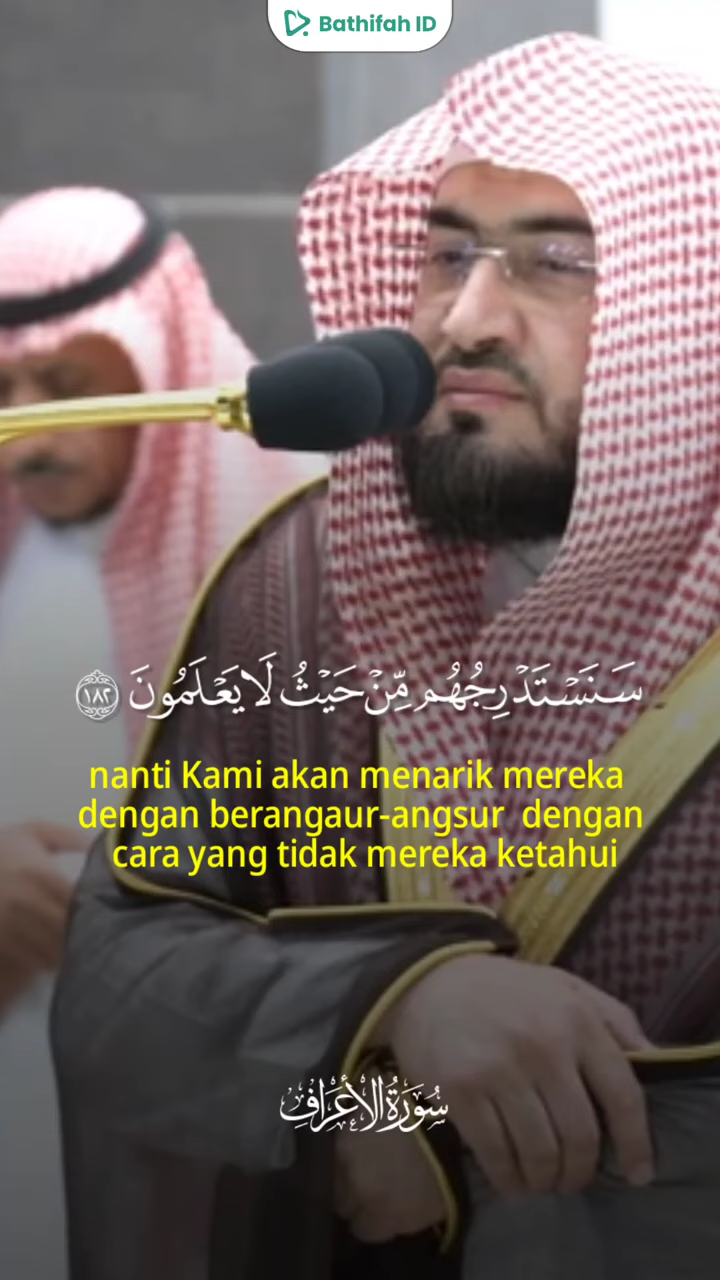 Bathifah ID
سَنَسْتَدْرِجُهُم مِّنْ حَيْثُ لَا يَعْلَمُونَ ١٨٢
nanti Kami akan menarik mereka
dengan berangaur-angsur dengan
cara yang tidak mereka ketahui
سُورَةُ الْأَعْرَافِ